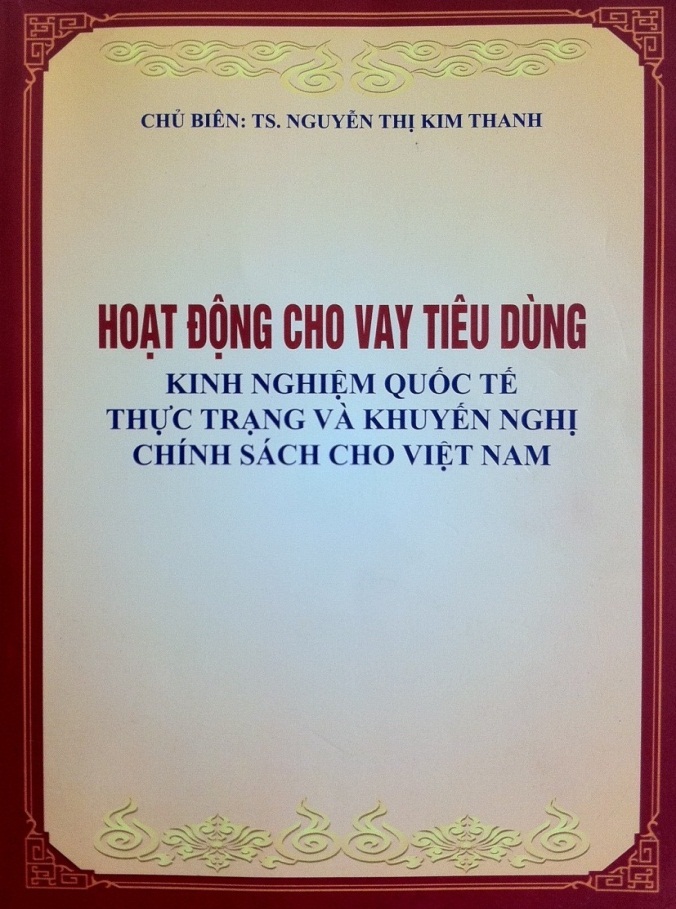 CHỦ BIÊN: TS. NGUYỄN THỊ KIM THANH
HOẠT ĐỘNG CHO VAY TIÊU DÙNG
KINH NGHIỆM QUỐC TẾ
THỰC TRẠNG VÀ KHUYẾN NGHỊ
CHÍNH SÁCH CHO VIỆT NAM